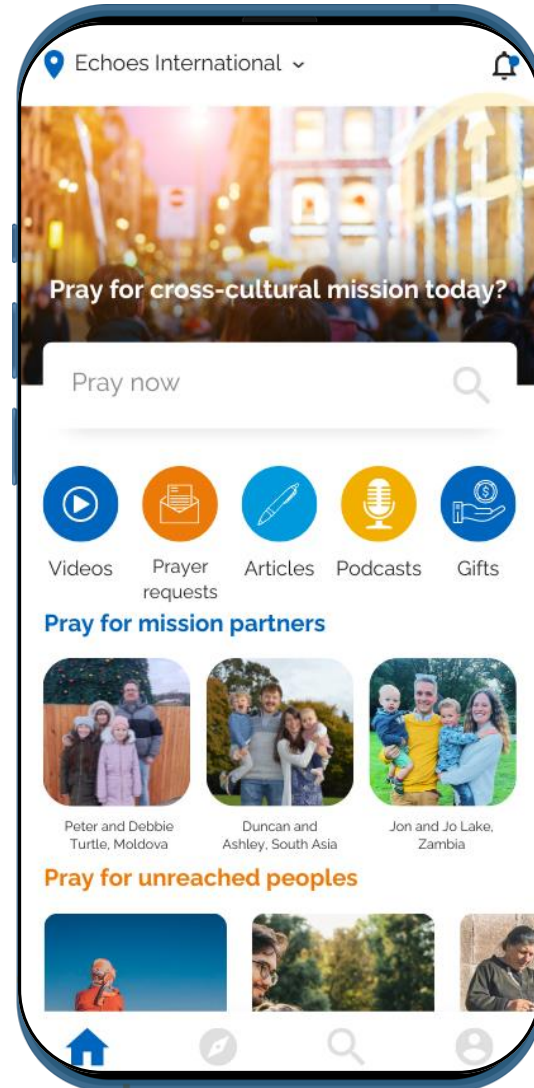 Echoes International
Pray for cross-cultural mission today?
Pray now
Videos
Prayer
requests
Articles
Podcasts
Gifts
Pray for mission partners
Peter and Debbie
Turtle, Moldova
Duncan and
Ashley, South Asia
Jon and Jo Lake,
Zambia
Pray for unreached peoples